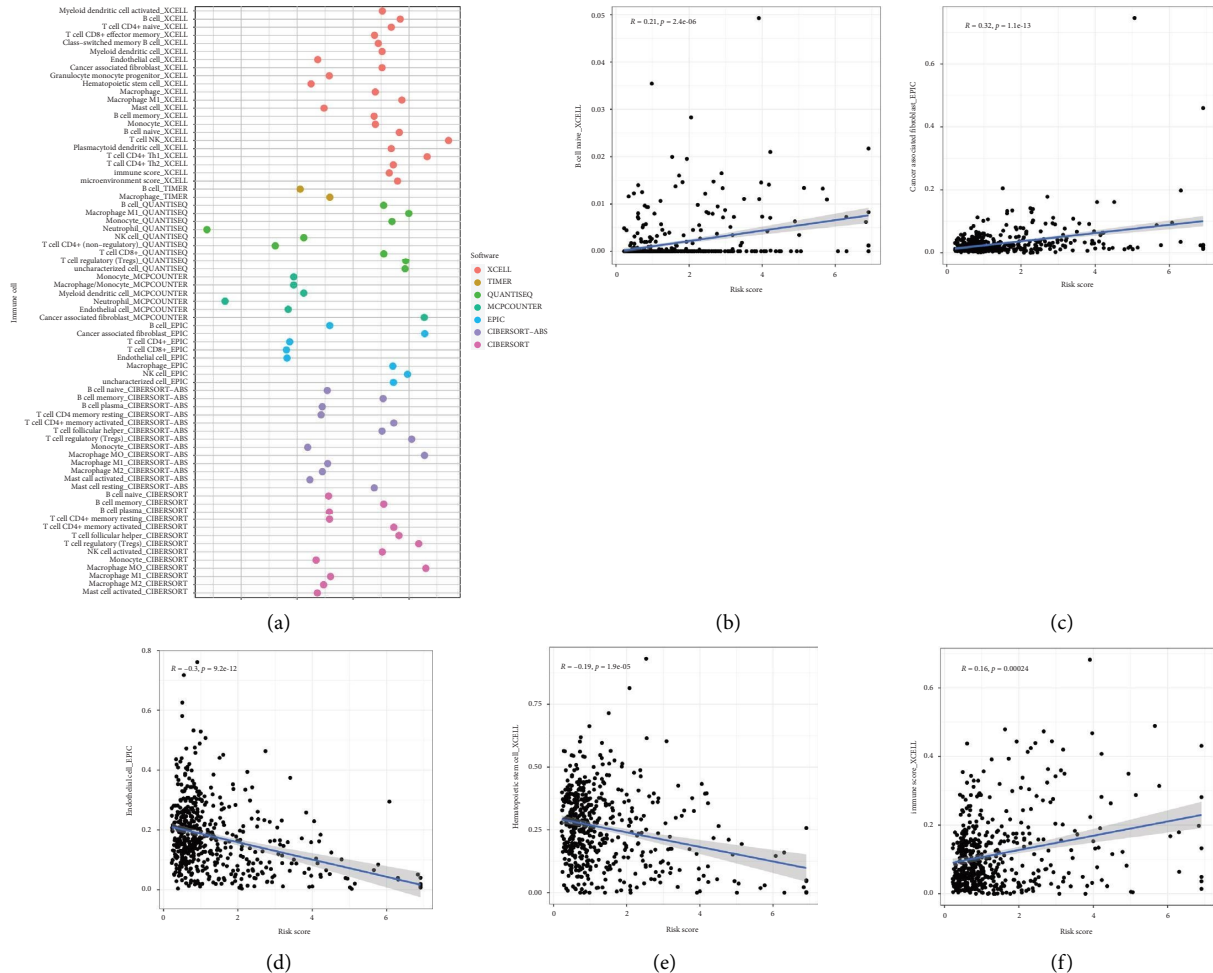 Immune cell
Myeloid dendritic cell activated_XCELL
B cell_XCELL
T cell CD4+ naive_XCELL
T cell CD8+ effector memory_XCELL
Class-switched memory B cell_XCELL
Myeloid dendritic cell_XCELL
Endothelial cell_XCELL
Cancer associated fibroblast_XCELL
Granulocyte monocyte progenitor_XCELL
Hematopoietic stem cell_XCELL
Macrophage_XCELL
Macrophage M1_XCELL
Mast cell_XCELL
B cell memory_XCELL
Monocyte_XCELL
B cell naive_XCELL
T cell NK_XCELL
Plasmacytoid dendritic cell_XCELL
T cell CD4+ Th1_XCELL
T call CD4+ Th2_XCELL
immune score_XCELL
microenvironment score_XCELL
B cell_TIMER
Macrophage_TIMER
B cell_QUANTISEQ
Macrophage M1_QUANTISEQ
Monocyte_QUANTISEQ
Neutrophil_QUANTISEQ
NK cell_QUANTISEQ
T cell CD4+ (non-regulatory)_QUANTISEQ
T cell CD8+_QUANTISEQ
T cell regulatory (Tregs)_QUANTISEQ
uncharacterized cell_QUANTISEQ
Monocyte_MCPCOUNTER
Macrophage/Monocyte_MCPCOUNTER
Myeloid dendritic cell_MCPCOUNTER
Neutrophil_MCPCOUNTER
Endothelial cell_MCPCOUNTER
Cancer associated fibroblast_MCPCOUNTER
B cell_EPIC
Cancer associated fibroblast_EPIC
T cell CD4+_EPIC
T cell CD8+_EPIC
Endothelial cell_EPIC
Macrophage_EPIC
NK cell_EPIC
uncharacterized cell_EPIC
B cell naive_CIBERSORT-ABS
B cell memory_CIBERSORT-ABS
B cell plasma_CIBERSORT-ABS
T cell CD4 memory resting_CIBERSORT-ABS
T cell CD4+ memory activated_CIBERSORT-ABS
T cell follicular helper_CIBERSORT-ABS
T cell regulatory (Tregs)_CIBERSORT-ABS
Monocyte_CIBERSORT-ABS
Macrophage MO_CIBERSORT-ABS
Macrophage M1_CIBERSORT-ABS
Macrophage M2_CIBERSORT-ABS
Mast call activated_CIBERSORT-ABS
Mast cell resting_CIBERSORT-ABS
B cell naive_CIBERSORT
B cell memory_CIBERSORT
B cell plasma_CIBERSORT
T cell CD4+ memory resting_CIBERSORT
T cell CD4+ memory activated_CIBERSORT
T cell follicular helper_CIBERSORT
T cell regulatory (Tregs)_CIBERSORT
NK cell activated_CIBERSORT
Monocyte_CIBERSORT
Macrophage MO_CIBERSORT
Macrophage M1_CIBERSORT
Macrophage M2_CIBERSORT
Mast cell activated_CIBERSORT
Software
XCELL
TIMER
QUANTISEQ
MCPCOUNTER
EPIC
CIBERSORT-ABS
CIBERSORT
(a)
R = 0.21, p = 2.4e-06
B cell naive_XCELL
0.05
0.04
0.03
0.02
0.01
0.00
0 2 4 6
Risk score
(b)
R = 0.32, p = 1.1e-13
Cancer associated fibroblast_EPIC
0.6
0.4
0.2
0.0
0 2 4 6
Risk score
(c)
R = -0.3, p = 9.2e-12
Endothelial cell_EPIC
0.8
0.6
0.4
0.2
0.0
0 2 4 6
Risk score
(d)
R = -0.19, p = 1.9e-05
Hematopoietic stem cell_XCELL
0.75
0.50
0.25
0.00
0 2 4 6
Risk score
(e)
R = 0.16, p = 0.00024
immune score_XCELL
0.6
0.4
0.2
0.0
0 2 4 6
Risk score
(f)